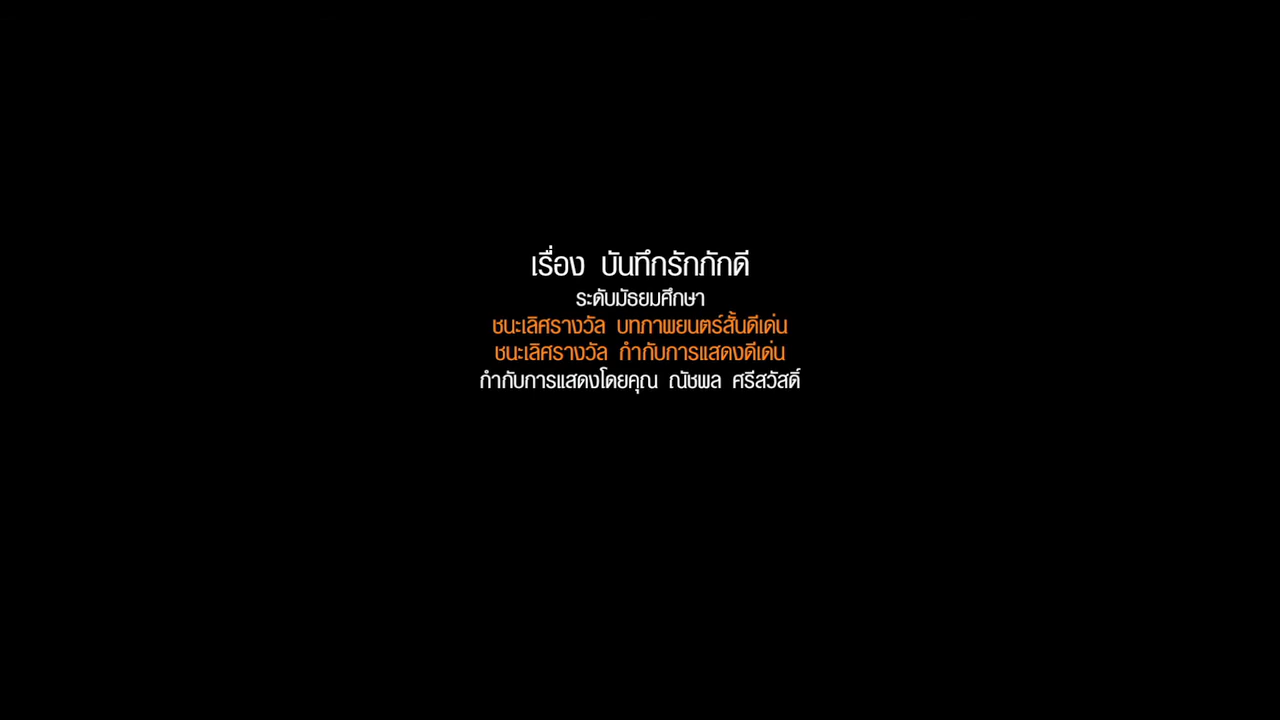 เรื่อง บันทึกรักภักดี
ระดับมัธยมศึกษา
ชนะเลิศรางวัล บทภาพยนตร์สั้นดีเด่น
ชนะเลิศรางวัล กำกับการแสดงดีเด่น
กำกับการแสดงโดยคุณ ณัชพล ศรีสวัสดิ์